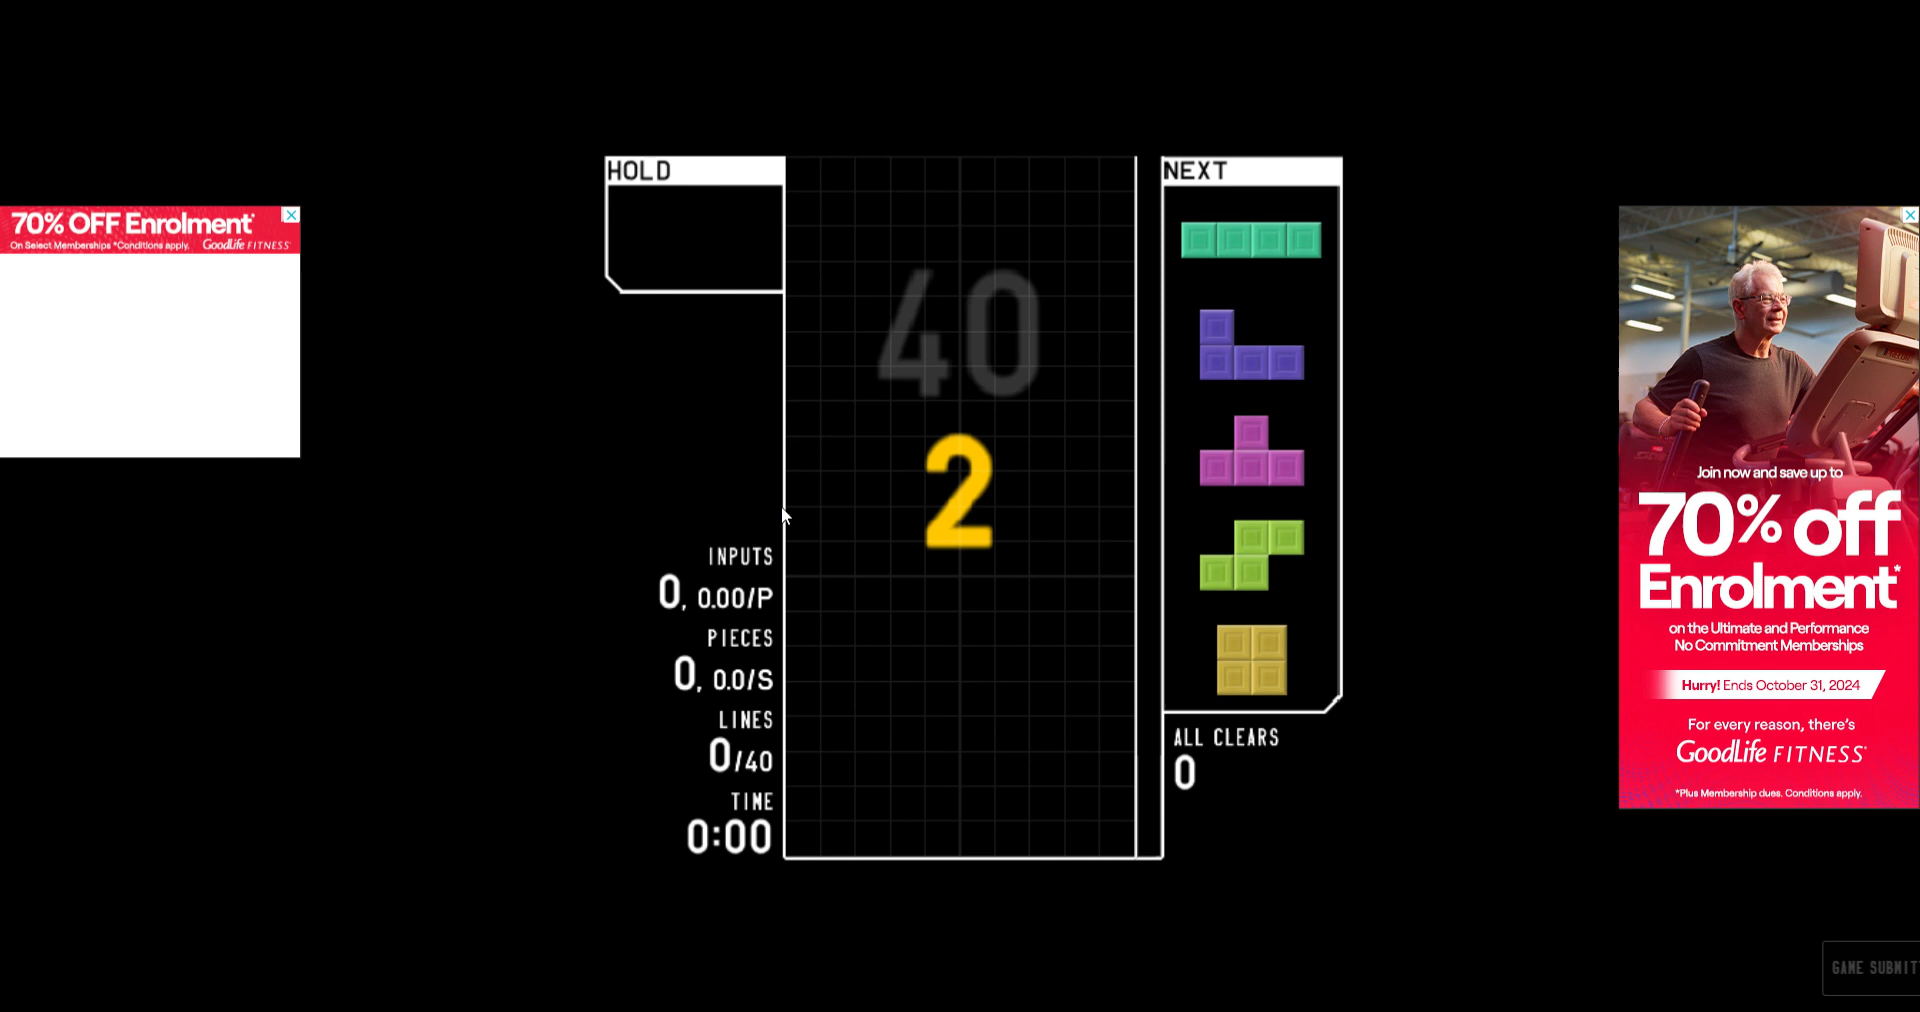 HOLD
NEXT
40
2
INPUTS
0, 0.00/P
PIECES
0, 0.0/S
LINES
0/40
TIME
0:00
ALL CLEARS
0
70% OFF Enrolment*
On Select Memberships *Conditions apply. GoodLife FITNESS
Join now and save up to
70% off
Enrolment*
on the Ultimate and Performance
No Commitment Memberships
Hurry! Ends October 31, 2024
For every reason, there's
GoodLife FITNESS
*Plus Membership dues. Conditions apply.
GAME SUBMIT